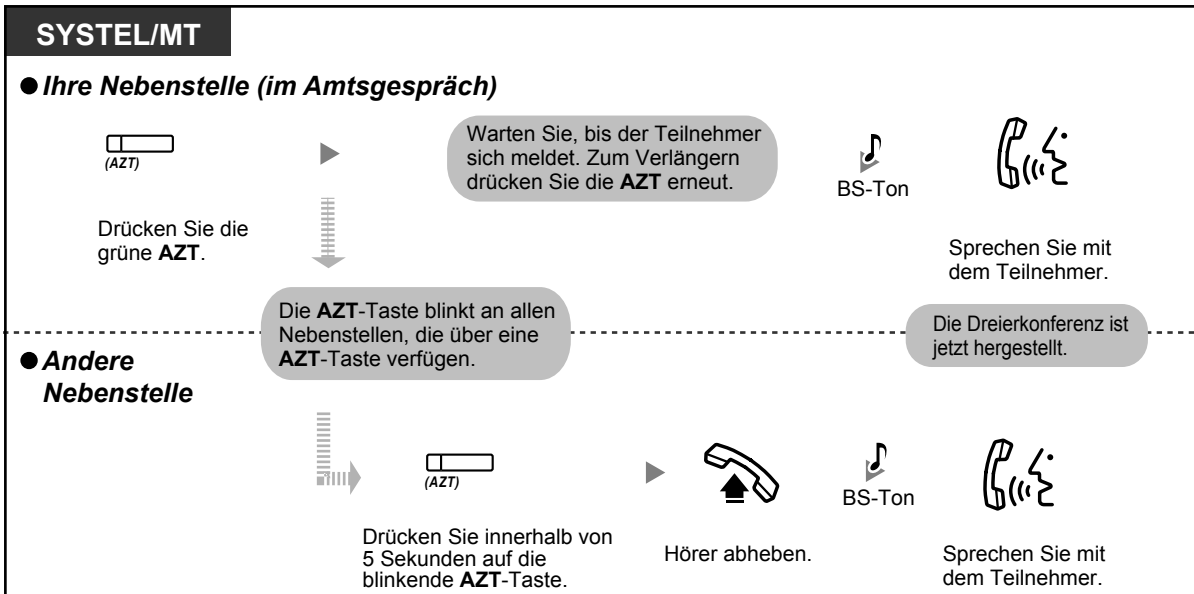 SYSTEL/MT
Ihre Nebenstelle (im Amtsgespräch)
(AZT)
Drücken Sie die
grüne AZT.
Warten Sie, bis der Teilnehmer
sich meldet. Zum Verlängern
drücken Sie die AZT erneut.
BS-Ton
Sprechen Sie mit
dem Teilnehmer.
Die AZT-Taste blinkt an allen
Nebenstellen, die über eine
AZT-Taste verfügen.
Die Dreierkonferenz ist
jetzt hergestellt.
Andere
Nebenstelle
(AZT)
Drücken Sie innerhalb von
5 Sekunden auf die
blinkende AZT-Taste.
Hörer abheben.
BS-Ton
Sprechen Sie mit
dem Teilnehmer.